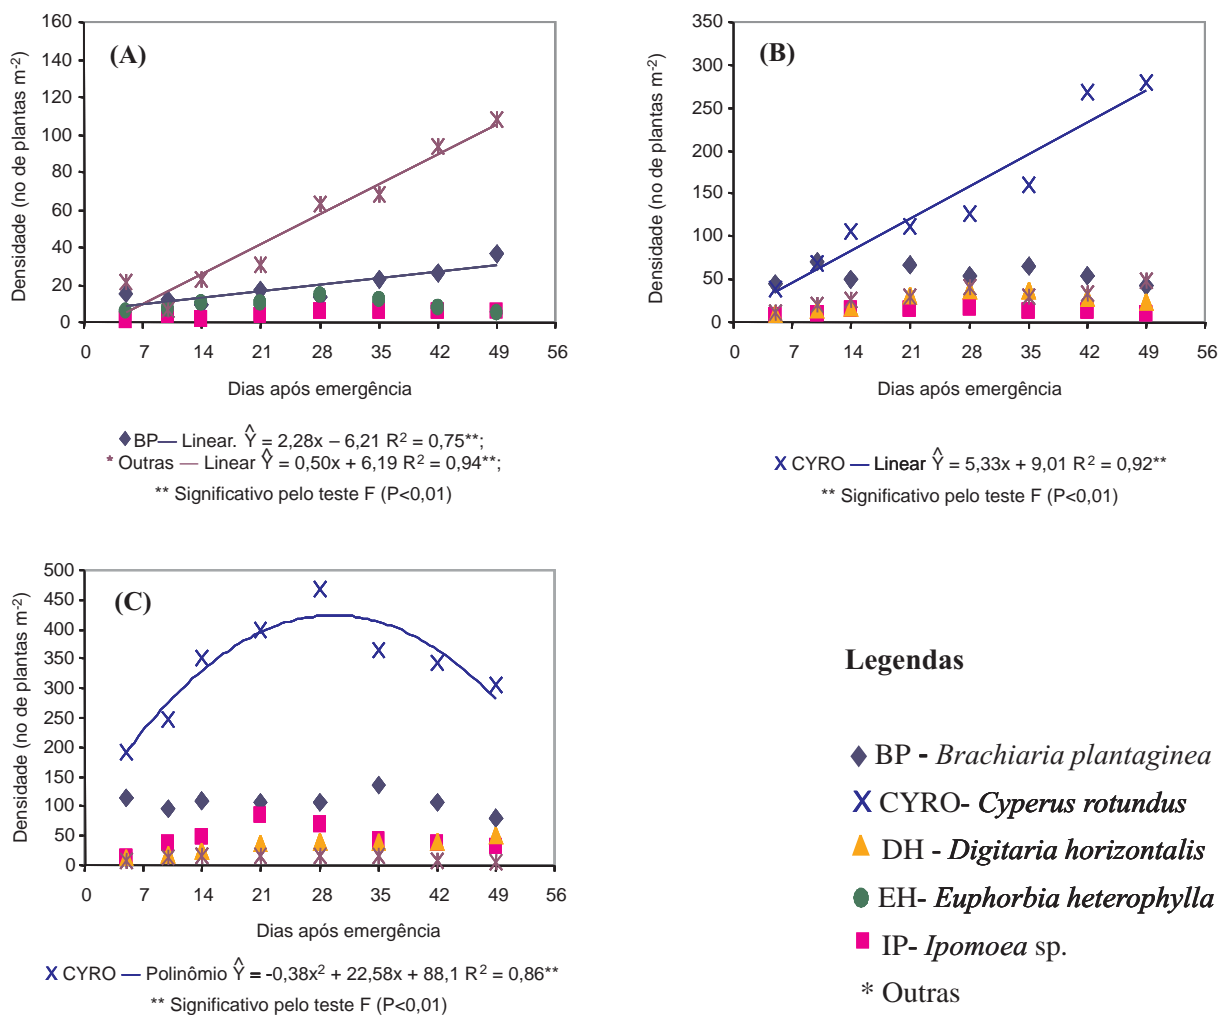 (A)
Densidade (no de plantas m-2)
160
140
120
100
80
60
40
20
0
0 7 14 21 28 35 42 49 56
Dias após emergência
BP— Linear. Ŷ = 2,28x – 6,21 R² = 0,75**;
* Outras — Linear Ŷ = 0,50x + 6,19 R² = 0,94**;
** Significativo pelo teste F (P<0,01)
(B)
Densidade (no de plantas m-2)
350
300
250
200
150
100
50
0
0 7 14 21 28 35 42 49 56
Dias após emergência
X CYRO — Linear Ŷ = 5,33x + 9,01 R² = 0,92**
** Significativo pelo teste F (P<0,01)
(C)
Densidade (no de plantas m-2)
500
450
400
350
300
250
200
150
100
50
0
0 7 14 21 28 35 42 49 56
Dias após emergência
X CYRO — Polinômio Ŷ = -0,38x² + 22,58x + 88,1 R² = 0,86**
** Significativo pelo teste F (P<0,01)
Legendas
BP - Brachiaria plantaginea
X CYRO- Cyperus rotundus
DH - Digitaria horizontalis
EH- Euphorbia heterophylla
IP- Ipomoea sp.
* Outras